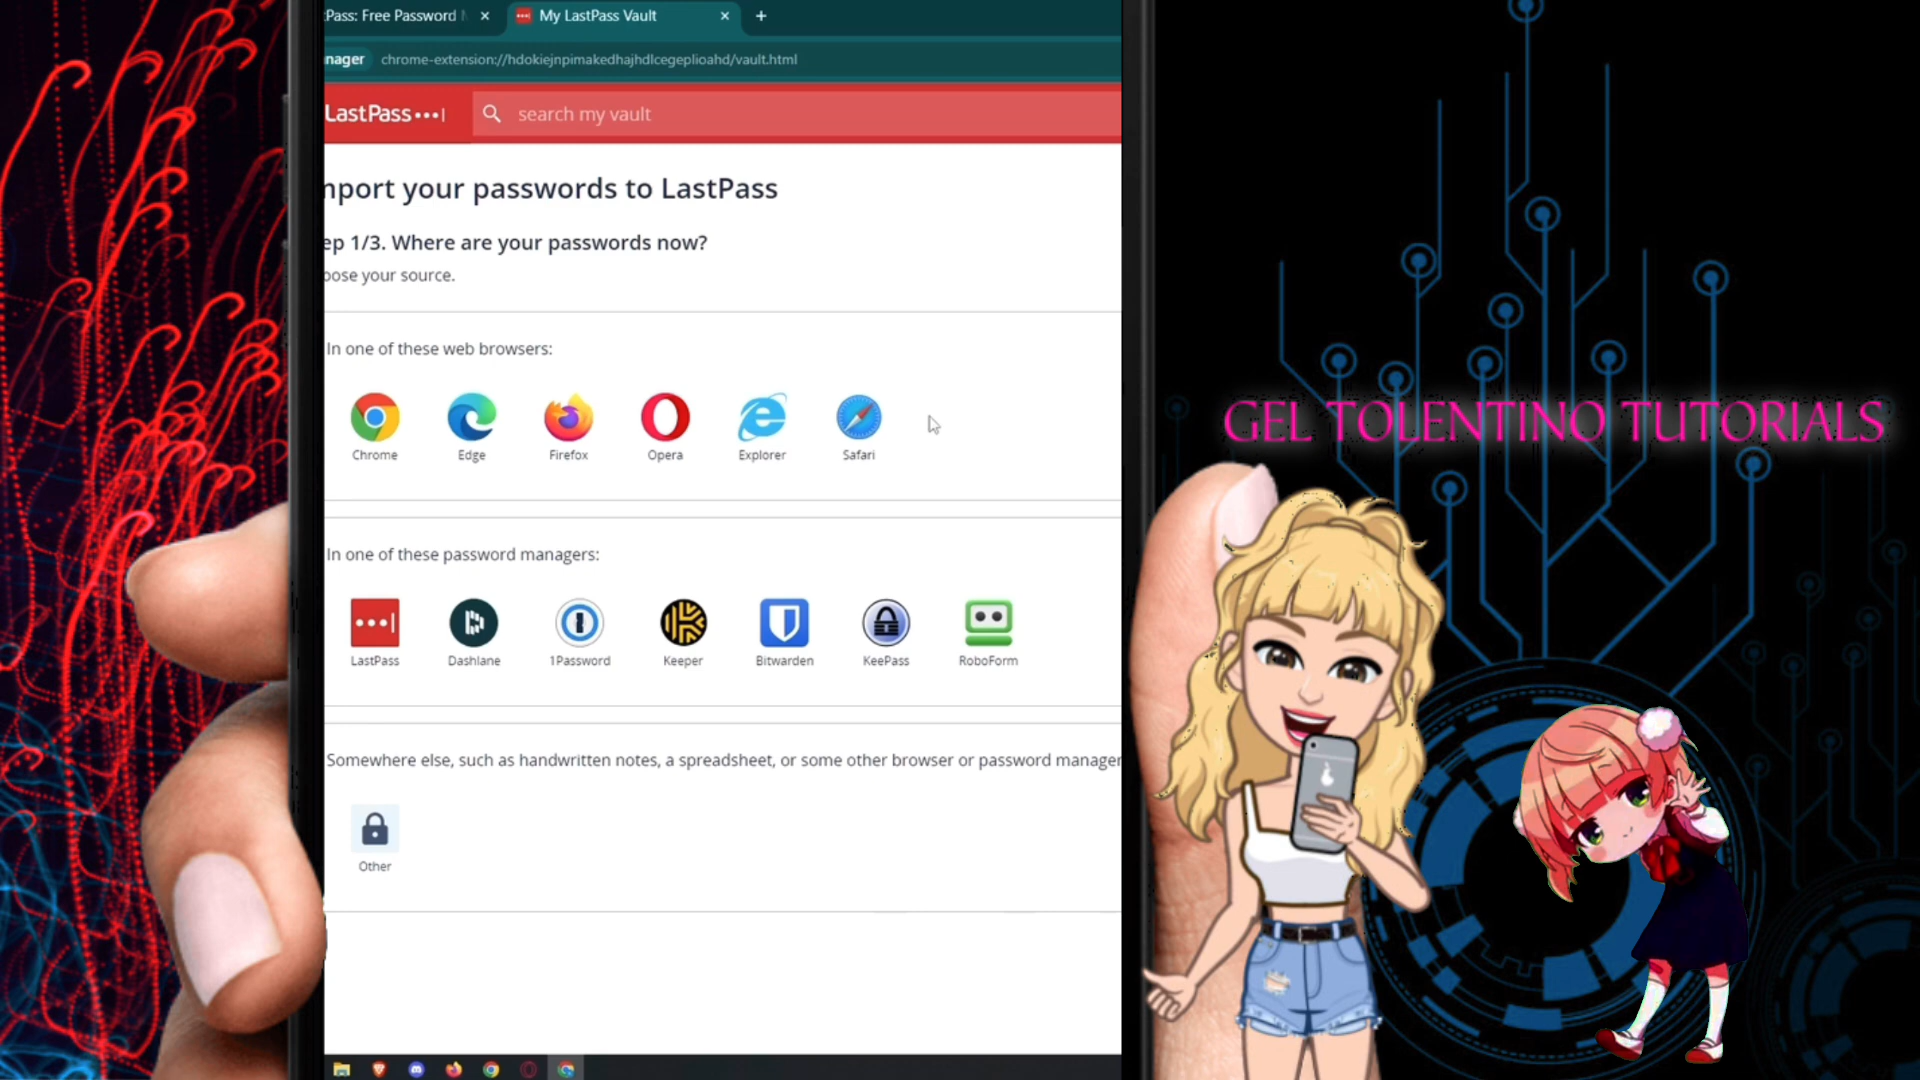 Pass: Free Password
My LastPass Vault
nager
chrome-extension://hdokiejnpimakedhajhdlcegeplioahd/vault.html
LastPass
search my vault
mport your passwords to LastPass
ep 1/3. Where are your passwords now?
oose your source.
In one of these web browsers:
Chrome
Edge
Firefox
Opera
Explorer
Safari
In one of these password managers:
LastPass
Dashlane
1Password
Keeper
Bitwarden
KeePass
RoboForm
Somewhere else, such as handwritten notes, a spreadsheet, or some other browser or password manager
Other
GEL TOLENTINO TUTORIALS